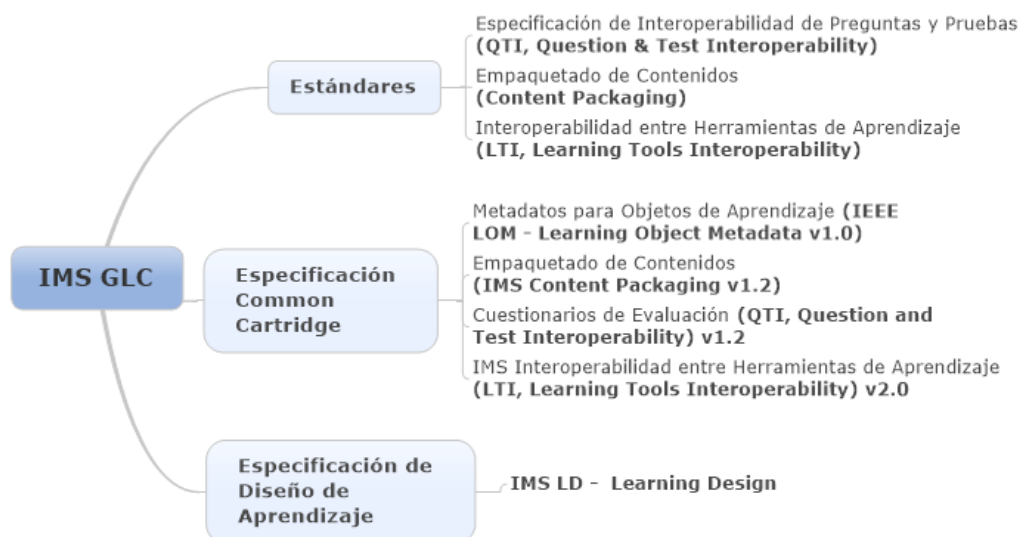 IMS GLC
Estándares
Especificación de Interoperabilidad de Preguntas y Pruebas
(QTI, Question & Test Interoperability)
Empaquetado de Contenidos
(Content Packaging)
Interoperabilidad entre Herramientas de Aprendizaje
(LTI, Learning Tools Interoperability)
Especificación
Common
Cartridge
Metadatos para Objetos de Aprendizaje (IEEE
LOM - Learning Object Metadata v1.0)
Empaquetado de Contenidos
(IMS Content Packaging v1.2)
Cuestionarios de Evaluación (QTI, Question and
Test Interoperability) v1.2
IMS Interoperabilidad entre Herramientas de Aprendizaje
(LTI, Learning Tools Interoperability) v2.0
Especificación de
Diseño de
Aprendizaje
IMS LD -  Learning Design